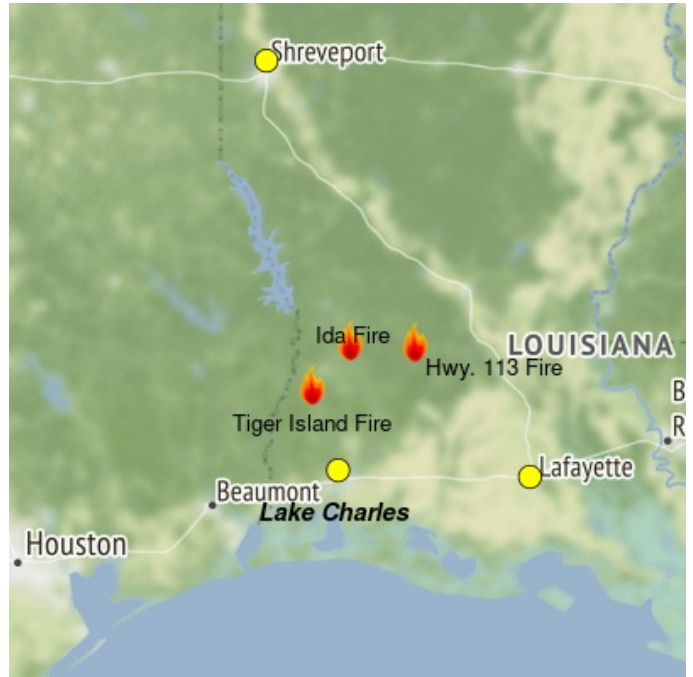 Shreveport
Ida Fire
LOUISIANA
Hwy. 113 Fire
B
Tiger Island Fire
R
Lafayette
Beaumont
Lake Charles
Houston